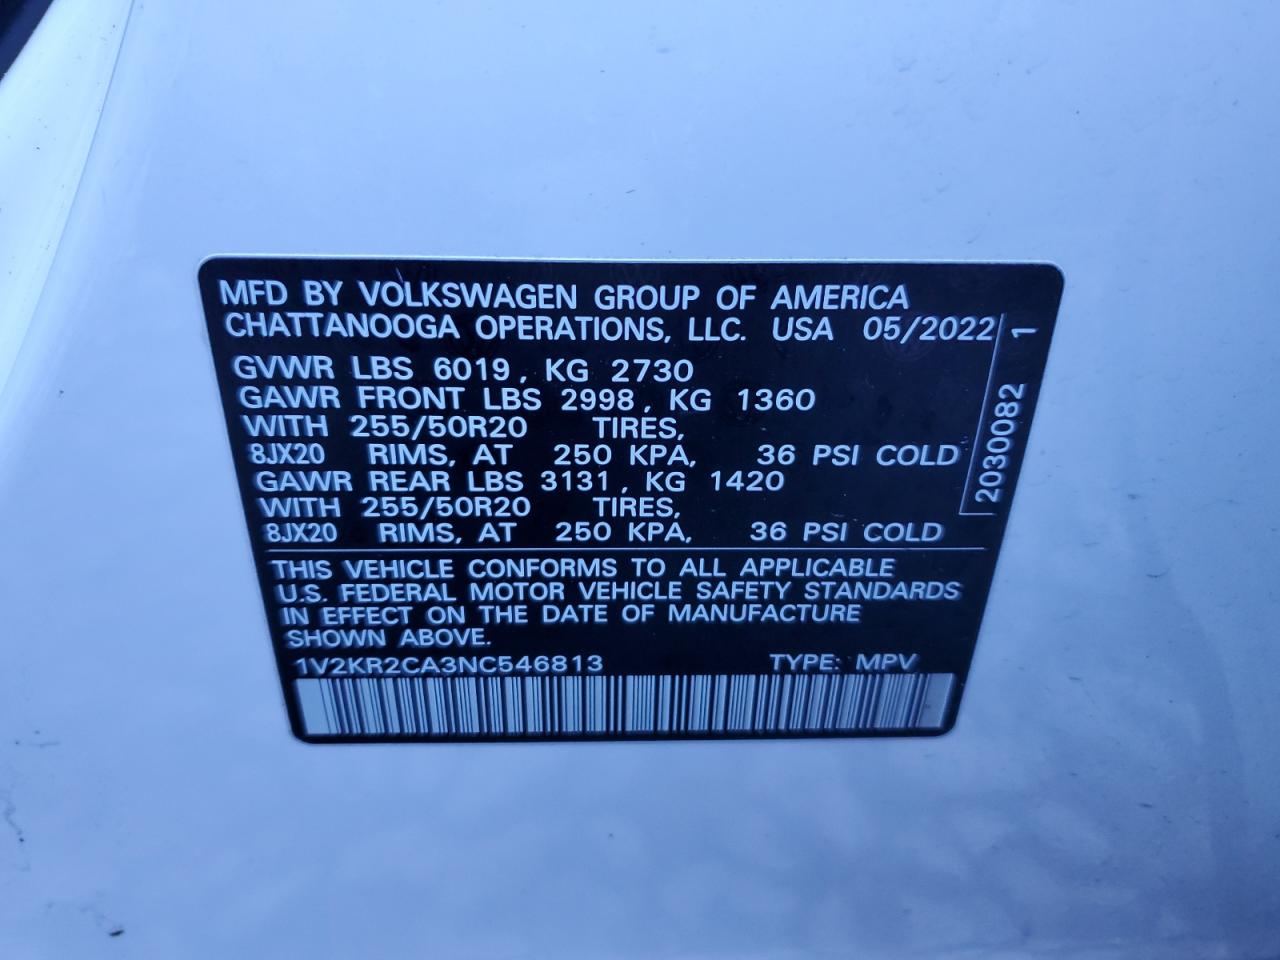 MFD BY VOLKSWAGEN GROUP OF AMERICA
CHATTANOOGA OPERATIONS, LLC. USA 05/2022
GVWR LBS 6019, KG 2730
GAWR FRONT LBS 2998, KG 1360
WITH 255/50R20 TIRES,
8JX20 RIMS, AT 250 KPA, 36 PSI COLD
GAWR REAR LBS 3131, KG 1420
WITH 255/50R20 TIRES,
8JX20 RIMS, AT 250 KPA, 36 PSI COLD
THIS VEHICLE CONFORMS TO ALL APPLICABLE
U.S. FEDERAL MOTOR VEHICLE SAFETY STANDARDS
IN EFFECT ON THE DATE OF MANUFACTURE
SHOWN ABOVE.
1V2KR2CA3NC546813 TYPE: MPV
2030082 1